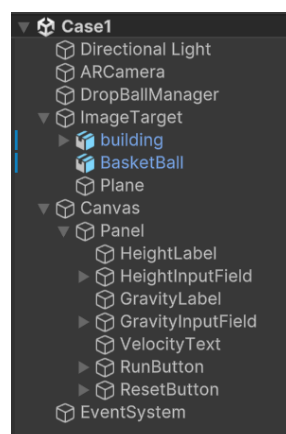 Case1
Directional Light
ARCamera
DropBallManager
ImageTarget
building
BasketBall
Plane
Canvas
Panel
HeightLabel
HeightInputField
GravityLabel
GravityInputField
VelocityText
RunButton
ResetButton
EventSystem